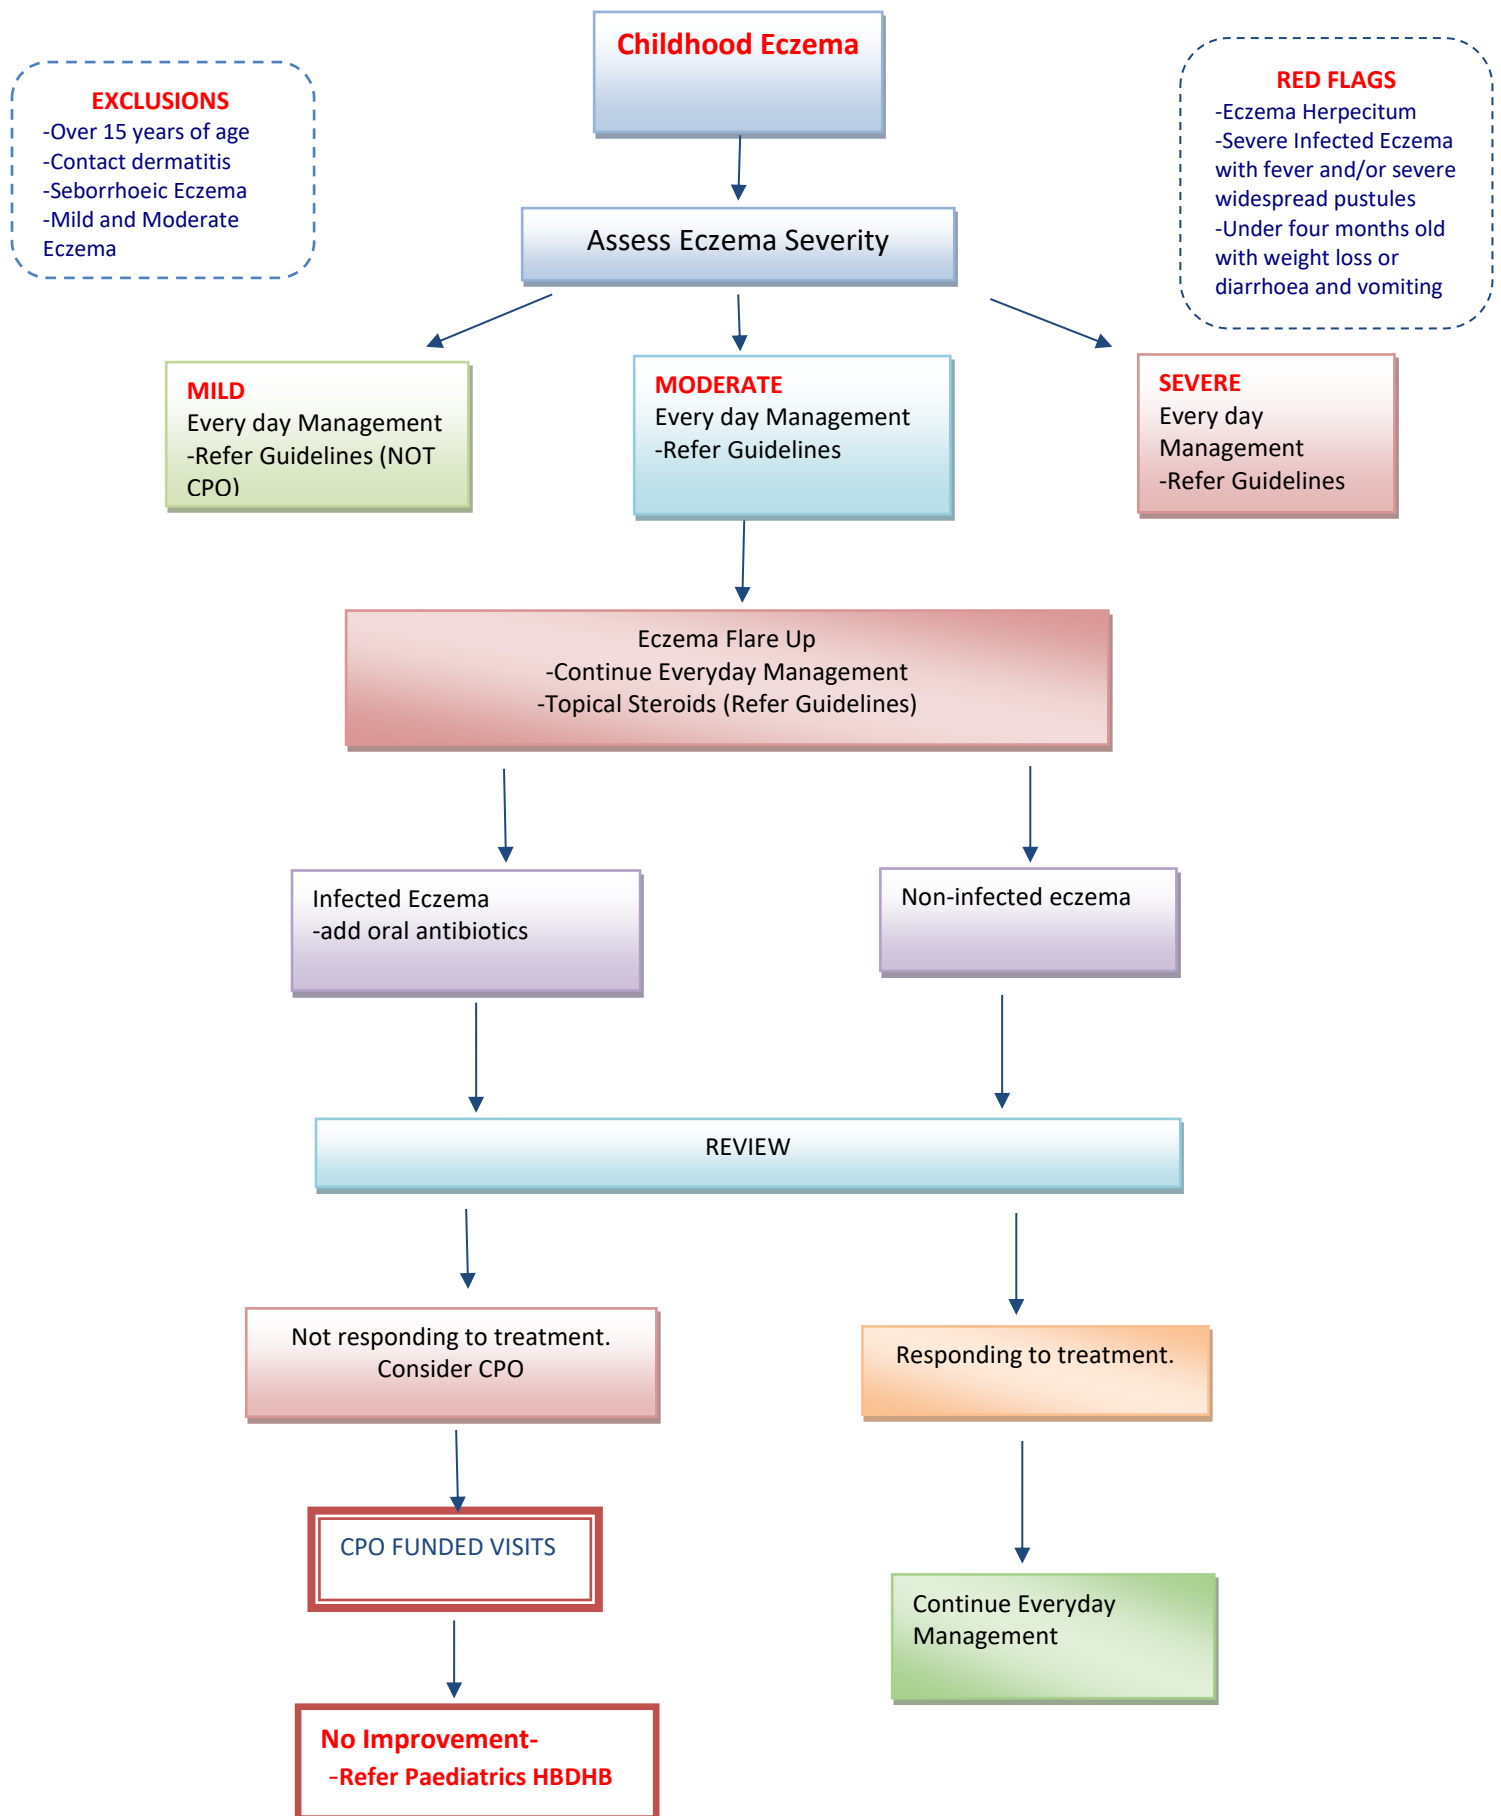 Childhood Eczema
EXCLUSIONS
-Over 15 years of age
-Contact dermatitis
-Seborrhoeic Eczema
-Mild and Moderate
Eczema
RED FLAGS
-Eczema Herpecitum
-Severe Infected Eczema
with fever and/or severe
widespread pustules
-Under four months old
with weight loss or
diarrhoea and vomiting
Assess Eczema Severity
MILD
Every day Management
-Refer Guidelines (NOT
CPO)
MODERATE
Every day Management
-Refer Guidelines
SEVERE
Every day
Management
-Refer Guidelines
Eczema Flare Up
-Continue Everyday Management
-Topical Steroids (Refer Guidelines)
Infected Eczema
-add oral antibiotics
Non-infected eczema
REVIEW
Not responding to treatment.
Consider CPO
Responding to treatment.
CPO FUNDED VISITS
Continue Everyday
Management
No Improvement-
-Refer Paediatrics HBDHB